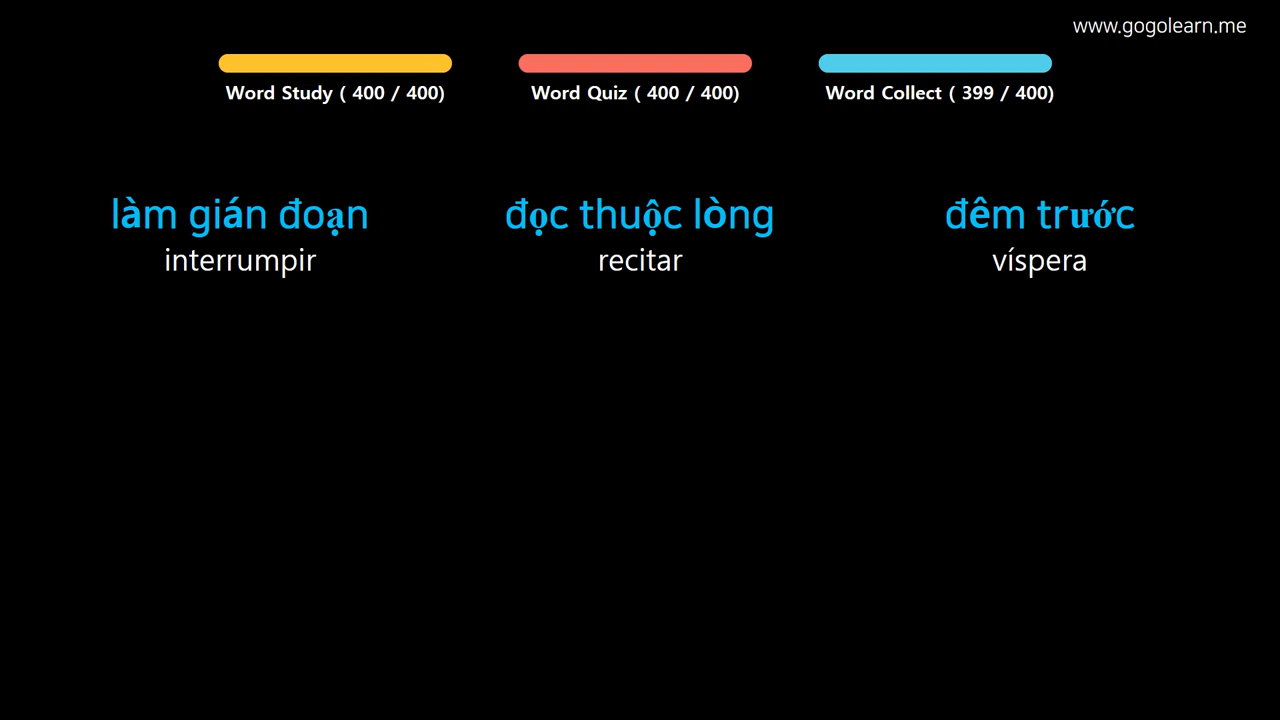 www.gogolearn.me
Word Study ( 400 / 400)
Word Quiz ( 400 / 400)
Word Collect ( 399 / 400)
làm gián đoạn
interrumpir
đọc thuộc lòng
recitar
đêm trước
víspera